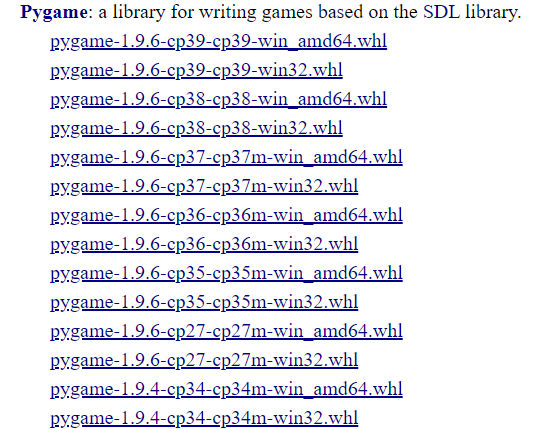 Pygame: a library for writing games based on the SDL library.
pygame-1.9.6-cp39-cp39-win_amd64.whl
pygame-1.9.6-cp39-cp39-win32.whl
pygame-1.9.6-cp38-cp38-win_amd64.whl
pygame-1.9.6-cp38-cp38-win32.whl
pygame-1.9.6-cp37-cp37m-win_amd64.whl
pygame-1.9.6-cp37-cp37m-win32.whl
pygame-1.9.6-cp36-cp36m-win_amd64.whl
pygame-1.9.6-cp36-cp36m-win32.whl
pygame-1.9.6-cp35-cp35m-win_amd64.whl
pygame-1.9.6-cp35-cp35m-win32.whl
pygame-1.9.6-cp27-cp27m-win_amd64.whl
pygame-1.9.6-cp27-cp27m-win32.whl
pygame-1.9.4-cp34-cp34m-win_amd64.whl
pygame-1.9.4-cp34-cp34m-win32.whl